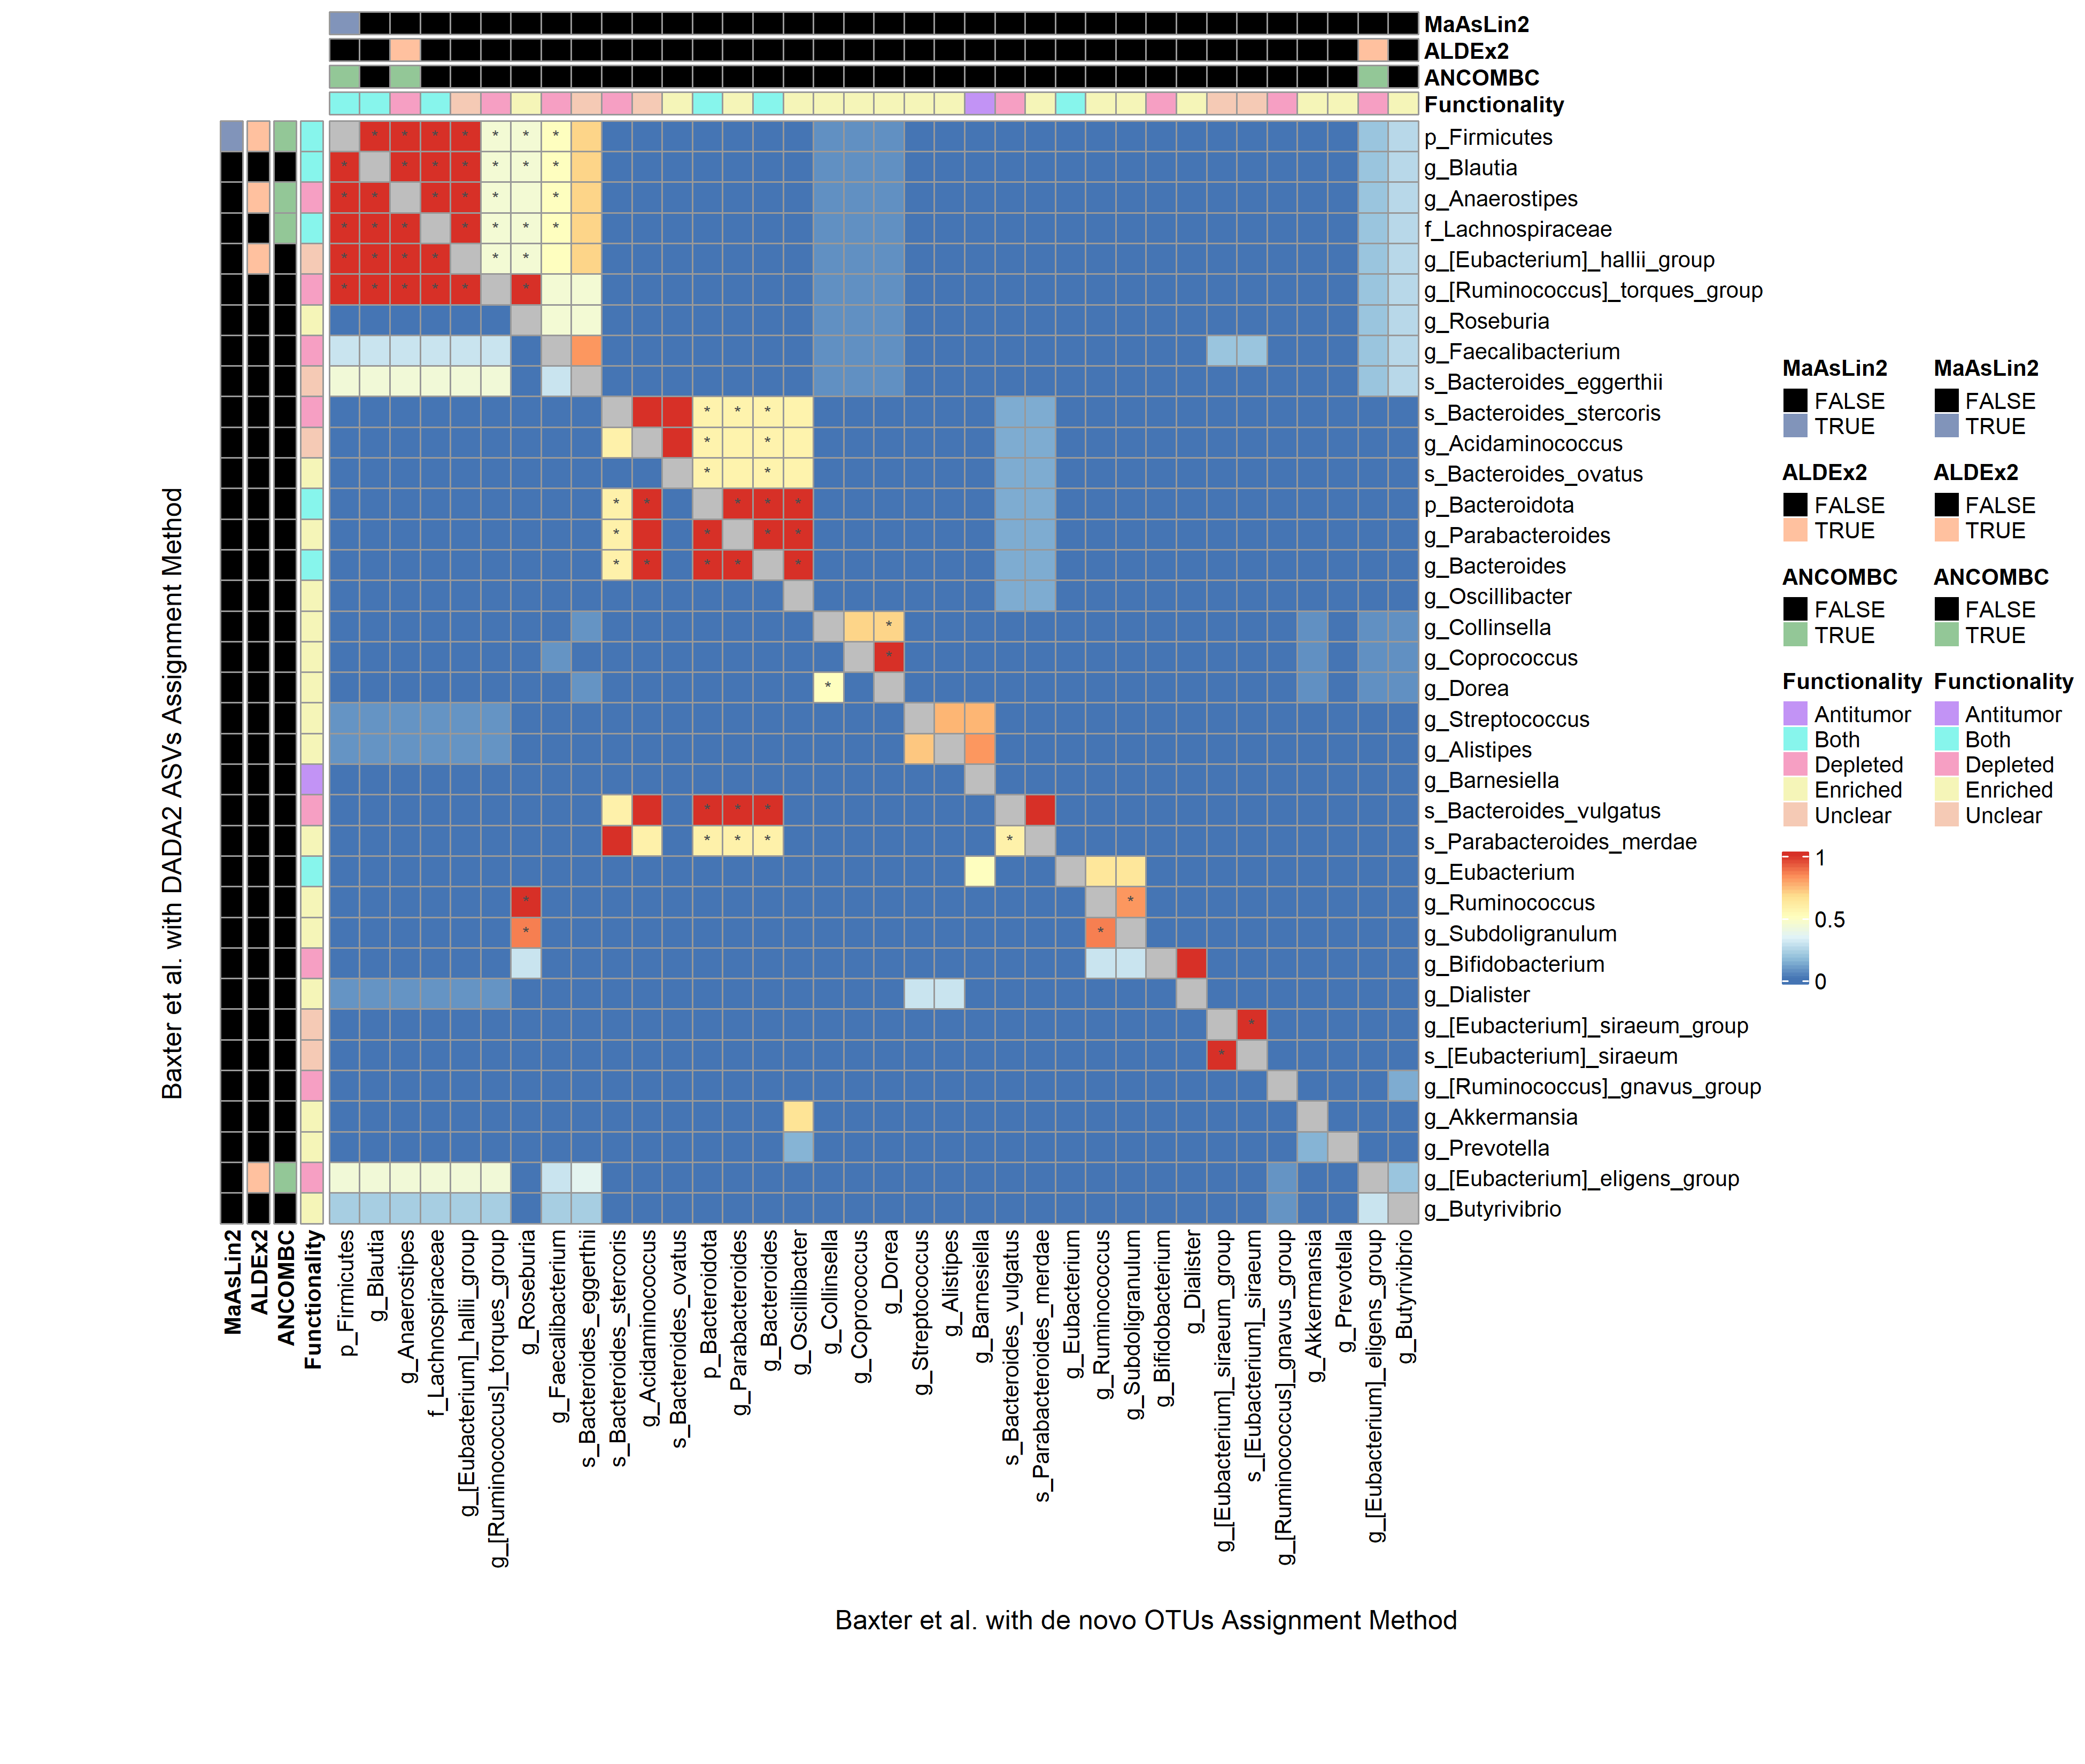 MaAsLin2
ALDEx2
ANCOMBC
Functionality
p_Firmicutes
g_Blautia
g_Anaerostipes
f_Lachnospiraceae
g_[Eubacterium]_hallii_group
g_[Ruminococcus]_torques_group
g_Roseburia
g_Faecalibacterium
s_Bacteroides_eggerthii
s_Bacteroides_stercoris
g_Acidaminococcus
s_Bacteroides_ovatus
p_Bacteroidota
g_Parabacteroides
g_Bacteroides
g_Oscillibacter
g_Collinsella
g_Coprococcus
g_Dorea
g_Streptococcus
g_Alistipes
g_Barnesiella
s_Bacteroides_vulgatus
s_Parabacteroides_merdae
g_Eubacterium
g_Ruminococcus
g_Subdoligranulum
g_Bifidobacterium
g_Dialister
g_[Eubacterium]_siraeum_group
s_[Eubacterium]_siraeum
g_[Ruminococcus]_gnavus_group
g_Akkermansia
g_Prevotella
g_[Eubacterium]_eligens_group
g_Butyrivibrio
Baxter et al. with DADA2 ASVs Assignment Method
MaAsLin2
ALDEx2
ANCOMBC
Functionality
p_Firmicutes
g_Blautia
g_Anaerostipes
f_Lachnospiraceae
g_[Eubacterium]_hallii_group
g_[Ruminococcus]_torques_group
g_Roseburia
g_Faecalibacterium
s_Bacteroides_eggerthii
s_Bacteroides_stercoris
g_Acidaminococcus
s_Bacteroides_ovatus
p_Bacteroidota
g_Parabacteroides
g_Bacteroides
g_Oscillibacter
g_Collinsella
g_Coprococcus
g_Dorea
g_Streptococcus
g_Alistipes
g_Barnesiella
s_Bacteroides_vulgatus
s_Parabacteroides_merdae
g_Eubacterium
g_Ruminococcus
g_Subdoligranulum
g_Bifidobacterium
g_Dialister
g_[Eubacterium]_siraeum_group
s_[Eubacterium]_siraeum
g_[Ruminococcus]_gnavus_group
g_Akkermansia
g_Prevotella
g_[Eubacterium]_eligens_group
g_Butyrivibrio
Baxter et al. with de novo OTUs Assignment Method
MaAsLin2 MaAsLin2
FALSE FALSE
TRUE TRUE
ALDEx2 ALDEx2
FALSE FALSE
TRUE TRUE
ANCOMBC ANCOMBC
FALSE FALSE
TRUE TRUE
Functionality Functionality
Antitumor Antitumor
Both Both
Depleted Depleted
Enriched Enriched
Unclear Unclear
1
0.5
0